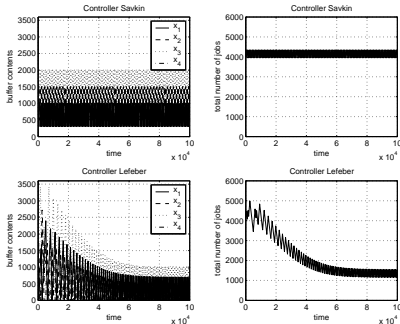 Controller Savkin
buffer contents
3500
3000
2500
2000
1500
1000
500
0
x1
x2
x3
x4
0 2 4 6 8 10
time
x 10^4
Controller Savkin
total number of jobs
6000
5000
4000
3000
2000
1000
0
0 2 4 6 8 10
time
x 10^4
Controller Lefeber
buffer contents
3500
3000
2500
2000
1500
1000
500
0
x1
x2
x3
x4
0 2 4 6 8 10
time
x 10^4
Controller Lefeber
total number of jobs
6000
5000
4000
3000
2000
1000
0
0 2 4 6 8 10
time
x 10^4